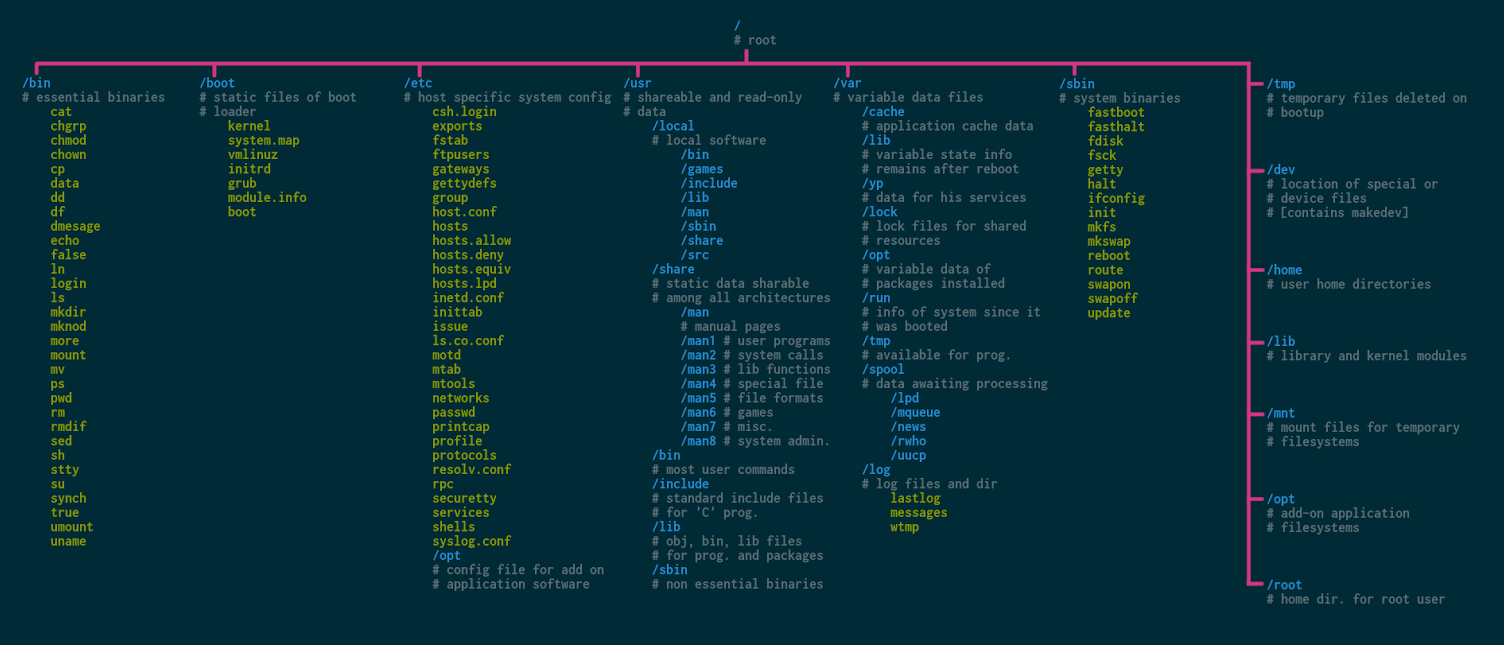 /
# root
/bin
# essential binaries
cat
chgrp
chmod
chown
cp
data
dd
df
dmesage
echo
false
ln
login
ls
mkdir
mknod
more
mount
mv
ps
pwd
rm
rmdif
sed
sh
stty
su
synch
true
umount
uname
/boot
# static files of boot
# loader
kernel
system.map
vmlinuz
initrd
grub
module.info
boot
/etc
# host specific system config
csh.login
exports
fstab
ftpusers
gateways
gettydefs
group
host.conf
hosts
hosts.allow
hosts.deny
hosts.equiv
hosts.lpd
inetd.conf
inittab
issue
ls.co.conf
motd
mtab
mtools
networks
passwd
printcap
profile
protocols
resolv.conf
rpc
securetty
services
shells
syslog.conf
/opt
# config file for add on
# application software
/usr
# shareable and read-only
# data
/local
# local software
/bin
/games
/include
/lib
/man
/sbin
/share
/src
/share
# static data sharable
# among all architectures
/man
# manual pages
/man1 # user programs
/man2 # system calls
/man3 # lib functions
/man4 # special file
/man5 # file formats
/man6 # games
/man7 # misc.
/man8 # system admin.
/bin
# most user commands
/include
# standard include files
# for 'C' prog.
/lib
# obj, bin, lib files
# for prog. and packages
/sbin
# non essential binaries
/var
# variable data files
/cache
# application cache data
/lib
# variable state info
# remains after reboot
/yp
# data for his services
/lock
# lock files for shared
# resources
/opt
# variable data of
# packages installed
/run
# info of system since it
# was booted
/tmp
# available for prog.
/spool
# data awaiting processing
/lpd
/mqueue
/news
/rwho
/uucp
/log
# log files and dir
lastlog
messages
wtmp
/sbin
# system binaries
fastboot
fasthalt
fdisk
fsck
getty
halt
ifconfig
init
mkfs
mkswap
reboot
route
swapon
swapoff
update
/tmp
# temporary files deleted on
# bootup
/dev
# location of special or
# device files
# [contains makedev]
/home
# user home directories
/lib
# library and kernel modules
/mnt
# mount files for temporary
# filesystems
/opt
# add-on application
# filesystems
/root
# home dir. for root user